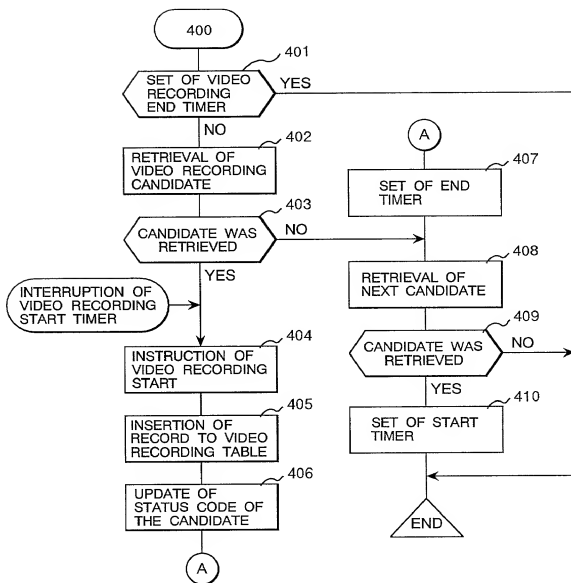 400
401
SET OF VIDEO
RECORDING
END TIMER
YES
NO
402
RETRIEVAL OF
VIDEO RECORDING
CANDIDATE
403
CANDIDATE WAS
RETRIEVED
NO
YES
INTERRUPTION OF
VIDEO RECORDING
START TIMER
404
INSTRUCTION OF
VIDEO RECORDING
START
405
INSERTION OF
RECORD TO VIDEO
RECORDING TABLE
406
UPDATE OF
STATUS CODE OF
THE CANDIDATE
A
A
407
SET OF END
TIMER
408
RETRIEVAL OF
NEXT CANDIDATE
409
CANDIDATE WAS
RETRIEVED
NO
YES
410
SET OF START
TIMER
END